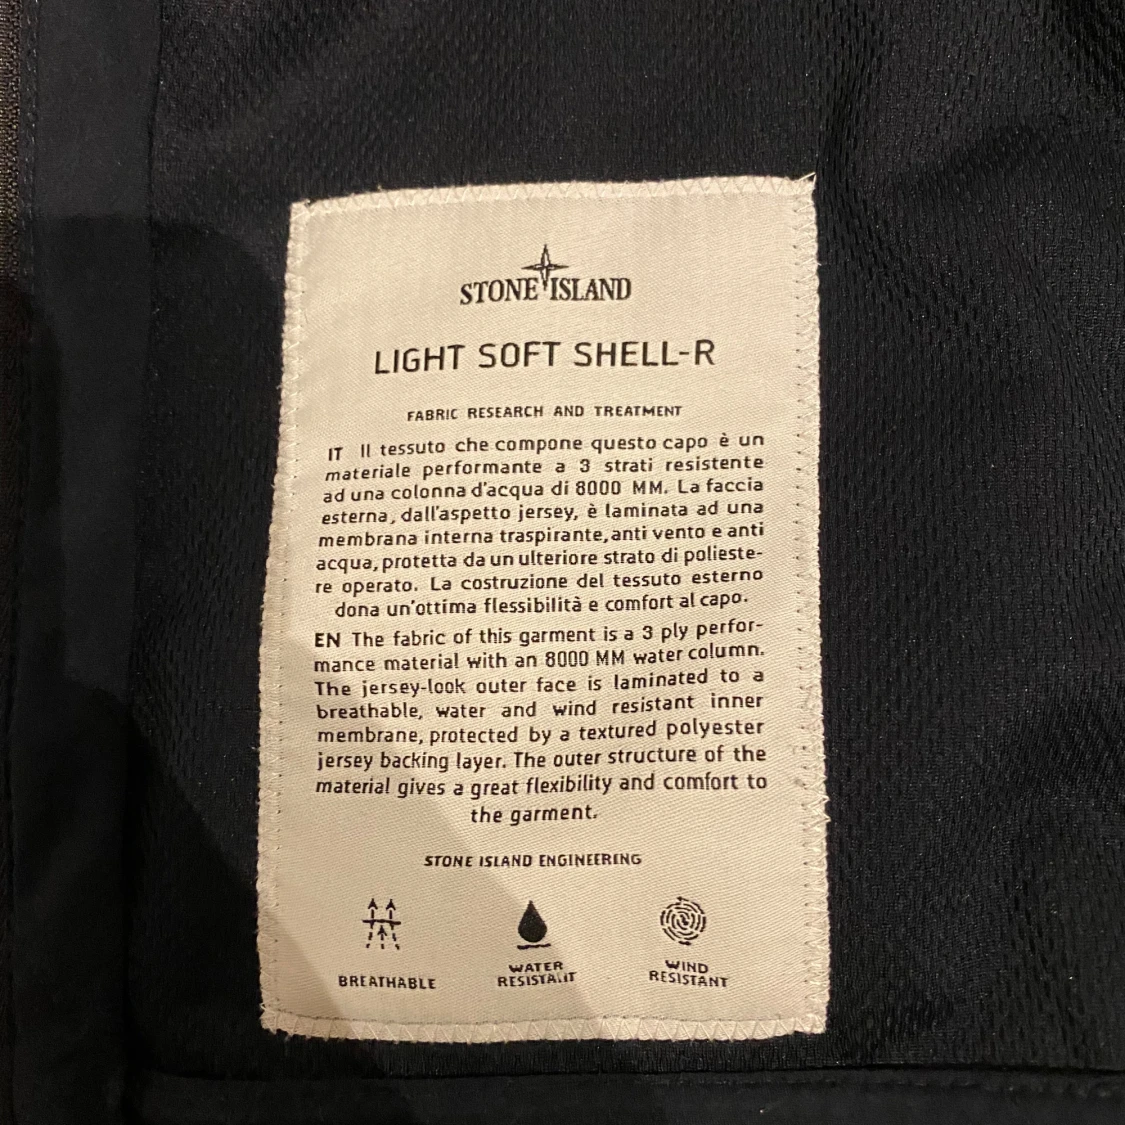 STONE ISLAND
LIGHT SOFT SHELL-R
FABRIC RESEARCH AND TREATMENT
IT Il tessuto che compone questo capo è un
materiale performante a 3 strati resistente
ad una colonna d'acqua di 8000 MM. La faccia
esterna, dall'aspetto jersey, è laminata ad una
membrana interna traspirante, anti vento e anti
acqua, protetta da un ulteriore strato di polieste-
re operato. La costruzione del tessuto esterno
dona un'ottima flessibilità e comfort al capo.
EN The fabric of this garment is a 3 ply perfor-
mance material with an 8000 MM water column.
The jersey-look outer face is laminated to a
breathable, water and wind resistant inner
membrane, protected by a textured polyester
jersey backing layer. The outer structure of the
material gives a great flexibility and comfort to
the garment.
STONE ISLAND ENGINEERING
BREATHABLE
WATER
RESISTANT
WIND
RESISTANT